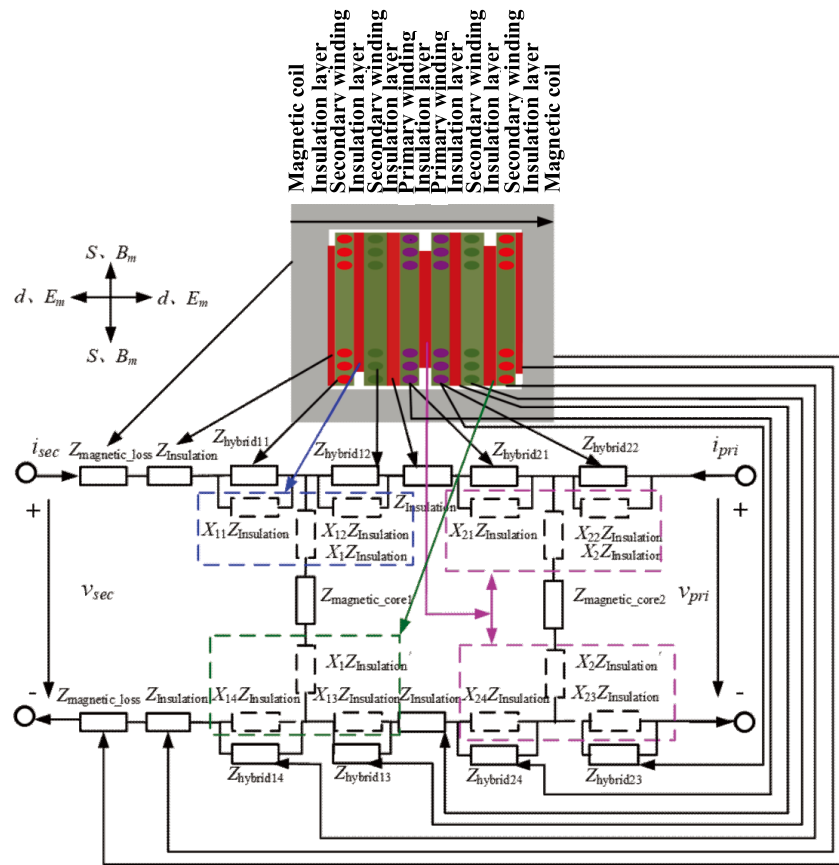 Magnetic coil
Insulation layer
Secondary winding
Insulation layer
Secondary winding
Insulation layer
Primary winding
Insulation layer
Primary winding
Insulation layer
Secondary winding
Insulation layer
Secondary winding
Insulation layer
Magnetic coil
S、B_m
d、E_m
d、E_m
S、B_m
i_sec
Z_magnetic_loss
Z_Insulation
Z_hybrid11
Z_hybrid12
Z_hybrid21
Z_hybrid22
i_pri
+
Z_Insulation
+
X_11Z_Insulation
X_12Z_Insulation
X_21Z_Insulation
X_22Z_Insulation
X_1Z_Insulation
X_2Z_Insulation
v_sec
Z_magnetic_core1
Z_magnetic_core2
v_pri
X_1Z_Insulation'
X_2Z_Insulation'
-
Z_magnetic_loss
Z_Insulation
X_14Z_Insulation
X_13Z_Insulation
Z_Insulation
X_24Z_Insulation
X_23Z_Insulation
-
Z_hybrid14
Z_hybrid13
Z_hybrid24
Z_hybrid23